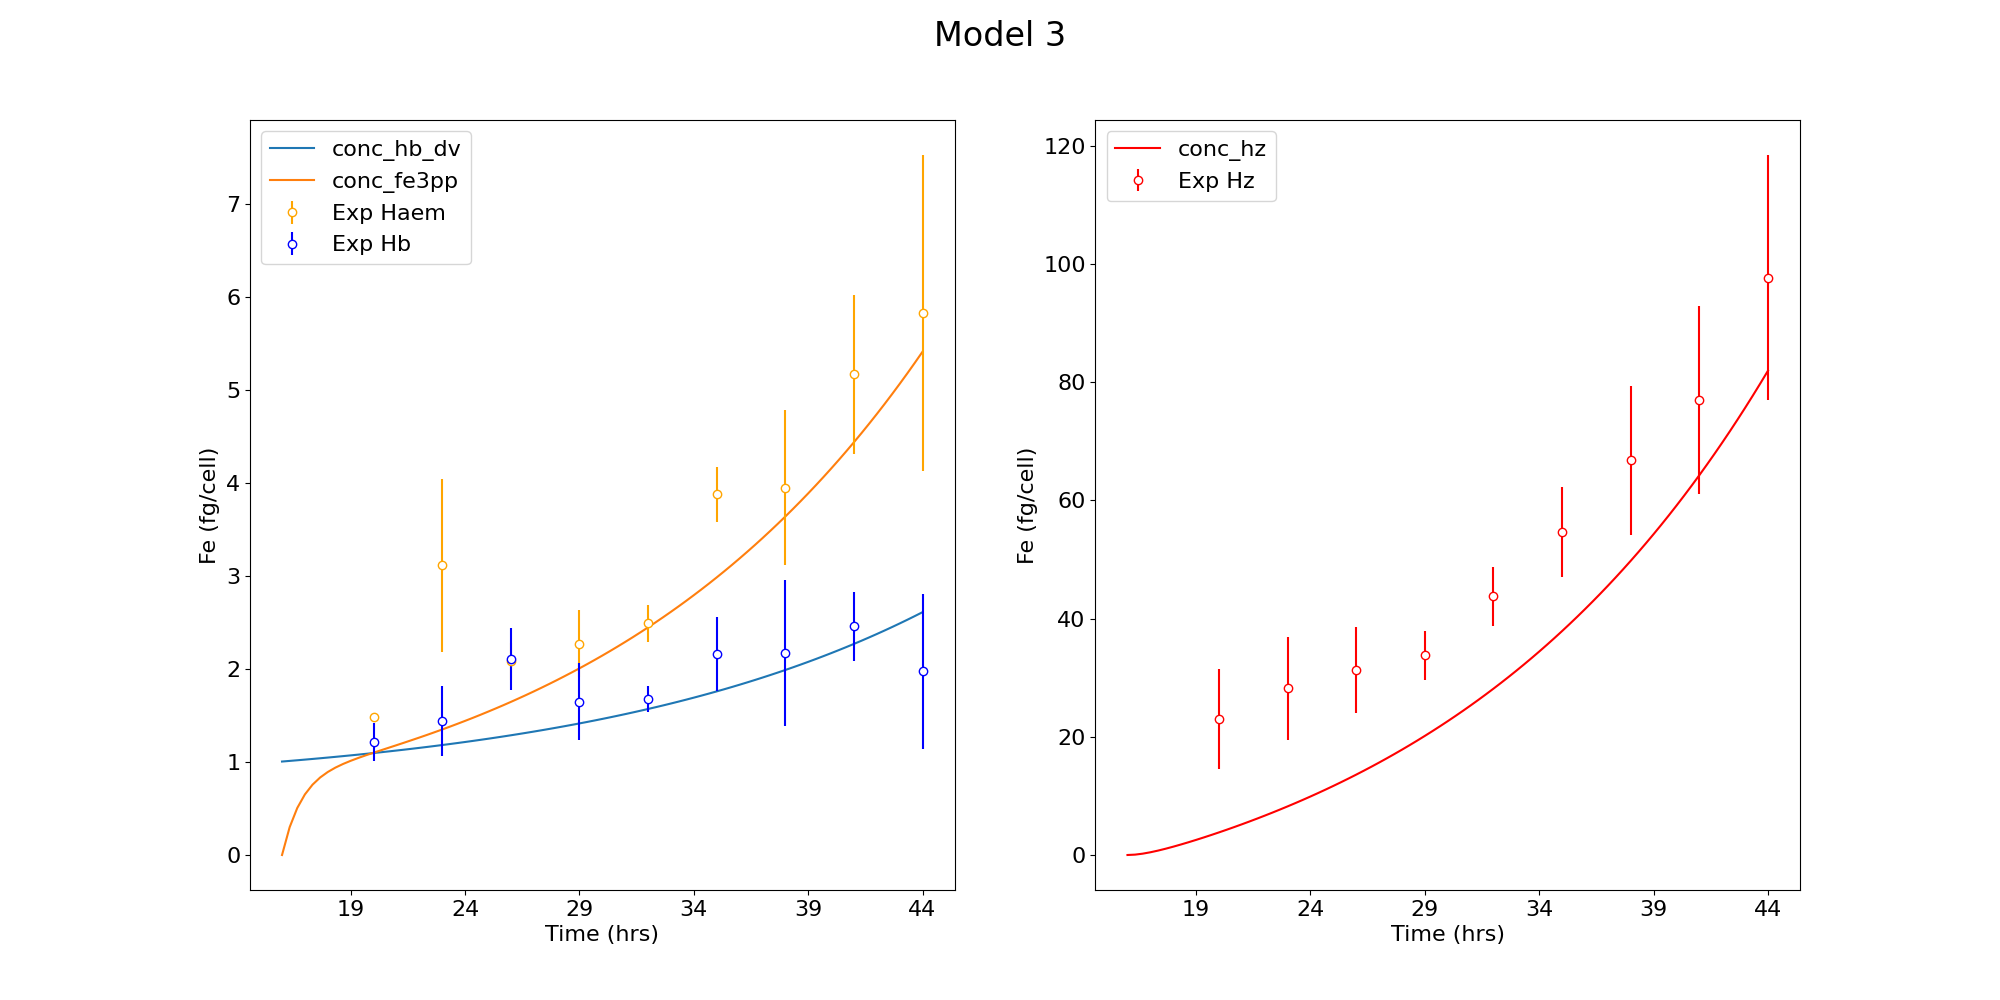 Model 3
conc_hb_dv
conc_fe3pp
Exp Haem
Exp Hb
7
6
5
4
3
2
1
0
Fe (fg/cell)
19 24 29 34 39 44
Time (hrs)
conc_hz
Exp Hz
120
100
80
60
40
20
0
Fe (fg/cell)
19 24 29 34 39 44
Time (hrs)